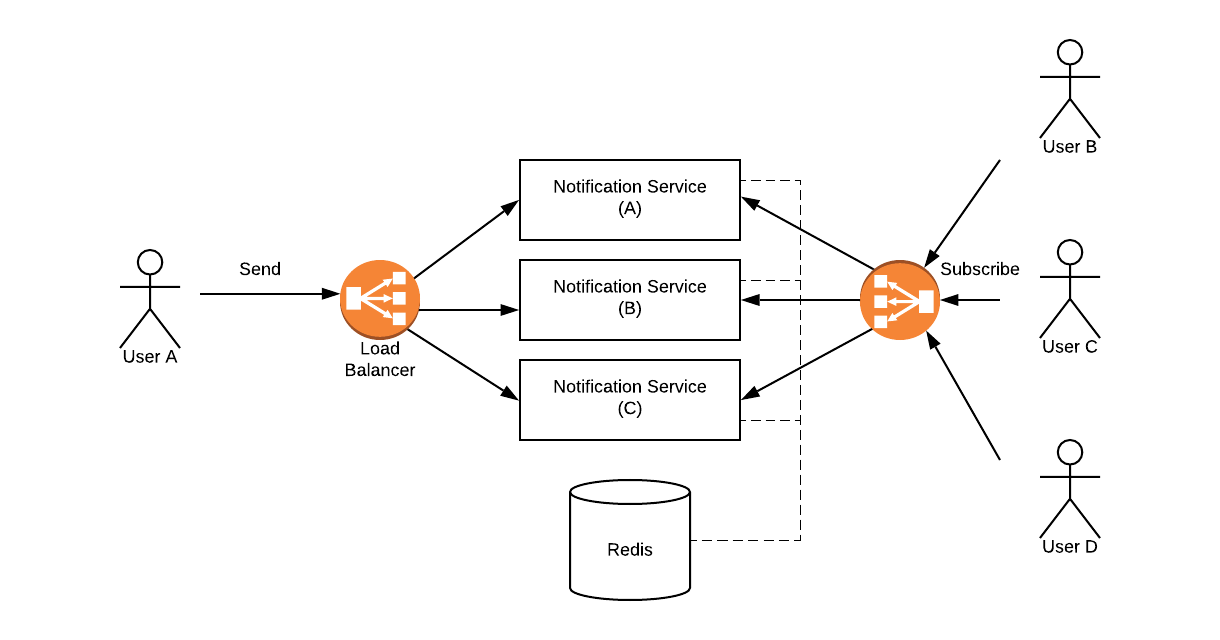 User B
Notification Service
(A)
Send
Subscribe
Notification Service
(B)
User A
Load
Balancer
User C
Notification Service
(C)
Redis
User D